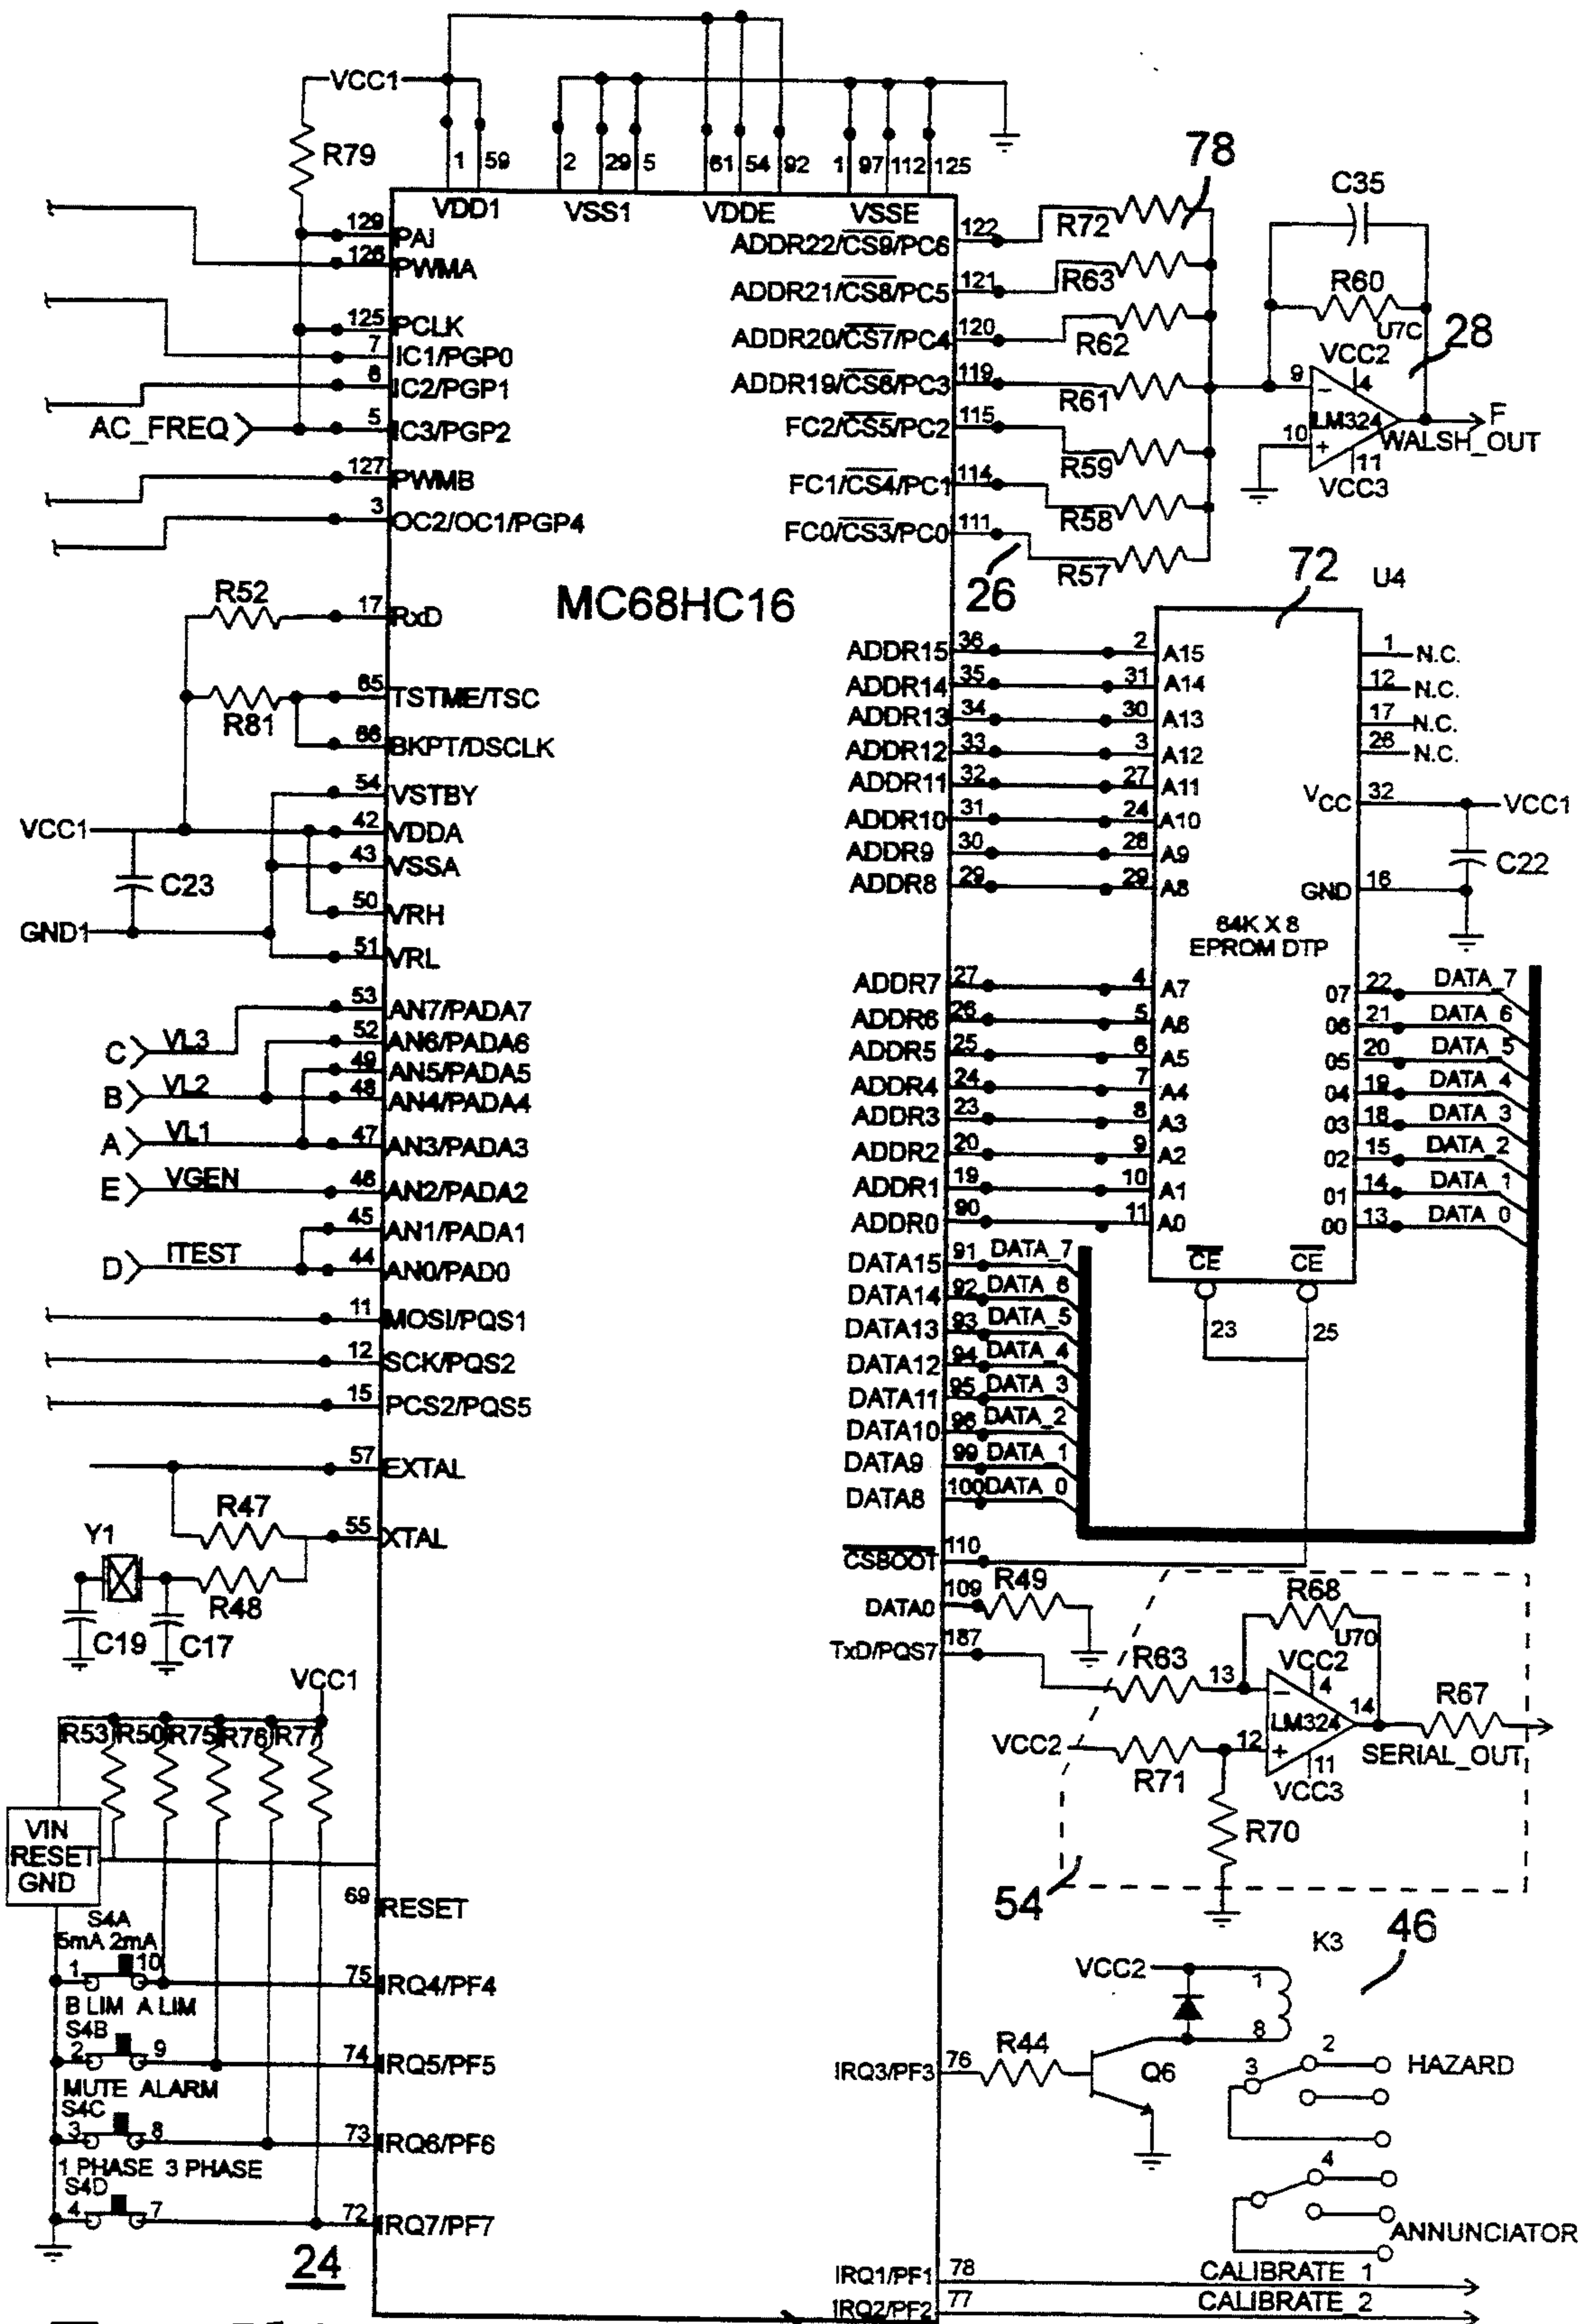 VCC1
R79
1 59 2 29 5 61 54 92 1 97 112 125
78
VDD1 VSS1 VDDE VSSE
C35
129 PAI
126 PWMA
125 PCLK
7 IC1/PGP0
6 IC2/PGP1
AC_FREQ 5 IC3/PGP2
127 PWMB
3 OC2/OC1/PGP4
ADDR22/CS9/PC6 122 R72
ADDR21/CS8/PC5 121 R63
ADDR20/CS7/PC4 120 R62
ADDR19/CS6/PC3 119 R61
FC2/CS5/PC2 115 R59
FC1/CS4/PC1 114 R58
FC0/CS3/PC0 111 R57
R60
U7C
28
VCC2
9 4
LM324
F
WALSH_OUT
10
11
VCC3
26
72
U4
MC68HC16
R52 17 RxD
R81 65 TSTME/TSC
66 BKPT/DSCLK
54 VSTBY
VCC1 42 VDDA
43 VSSA
C23
50 VRH
GND1
51 VRL
ADDR15 36 2 A15
ADDR14 35 31 A14
ADDR13 34 30 A13
ADDR12 33 3 A12
ADDR11 32 27 A11
ADDR10 31 24 A10
ADDR9 30 28 A9
ADDR8 29 29 A8
1 N.C.
12 N.C.
17 N.C.
26 N.C.
VCC 32 VCC1
C22
GND 16
64K X 8
EPROM DTP
53 AN7/PADA7
C VL3
52 AN6/PADA6
49 AN5/PADA5
B VL2 48 AN4/PADA4
A VL1 47 AN3/PADA3
E VGEN 46 AN2/PADA2
45 AN1/PADA1
D ITEST 44 AN0/PAD0
11 MOSI/PQS1
12 SCK/PQS2
15 PCS2/PQS5
57 EXTAL
R47
55 XTAL
Y1
R48
C19 C17
ADDR7 27 4 A7
ADDR6 26 5 A6
ADDR5 25 6 A5
ADDR4 24 7 A4
ADDR3 23 8 A3
ADDR2 20 9 A2
ADDR1 19 10 A1
ADDR0 90 11 A0
07 22 DATA_7
06 21 DATA_6
05 20 DATA_5
04 19 DATA_4
03 18 DATA_3
02 15 DATA_2
01 14 DATA_1
00 13 DATA_0
CE CE
23 25
DATA15 91 DATA_7
DATA14 92 DATA_6
DATA13 93 DATA_5
DATA12 94 DATA_4
DATA11 95 DATA_3
DATA10 96 DATA_2
DATA9 99 DATA_1
DATA8 100 DATA_0
CSBOOT 110
DATA0 109 R49
TxD/PQS7 187
R68
U70
R63 13
VCC2
4
LM324 14
R67
SERIAL_OUT
VCC2 R71 12
11
VCC3
R70
54
VCC1
R53 R50 R75 R76 R77
VIN
RESET
GND
69 RESET
S4A
5mA 2mA
1 10 75 IRQ4/PF4
B LIM A LIM
S4B
2 9 74 IRQ5/PF5
MUTE ALARM
S4C
3 8 73 IRQ6/PF6
1 PHASE 3 PHASE
S4D
4 7 72 IRQ7/PF7
24
46
K3
VCC2 1
8
IRQ3/PF3 76 R44 Q6
3 2 HAZARD
4
ANNUNCIATOR
IRQ1/PF1 78 CALIBRATE_1
IRQ2/PF2 77 CALIBRATE_2